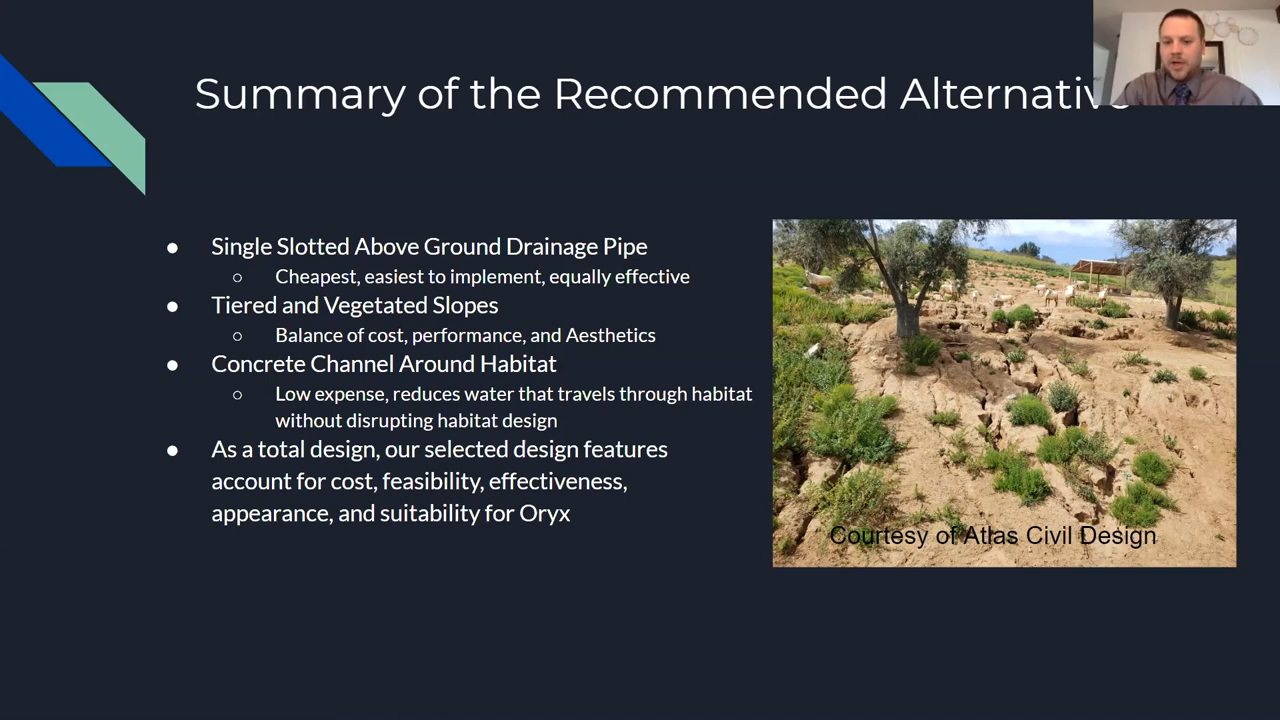 Summary of the Recommended Alternative
● Single Slotted Above Ground Drainage Pipe
○ Cheapest, easiest to implement, equally effective
● Tiered and Vegetated Slopes
○ Balance of cost, performance, and Aesthetics
● Concrete Channel Around Habitat
○ Low expense, reduces water that travels through habitat
without disrupting habitat design
● As a total design, our selected design features
account for cost, feasibility, effectiveness,
appearance, and suitability for Oryx
Courtesy of Atlas Civil Design